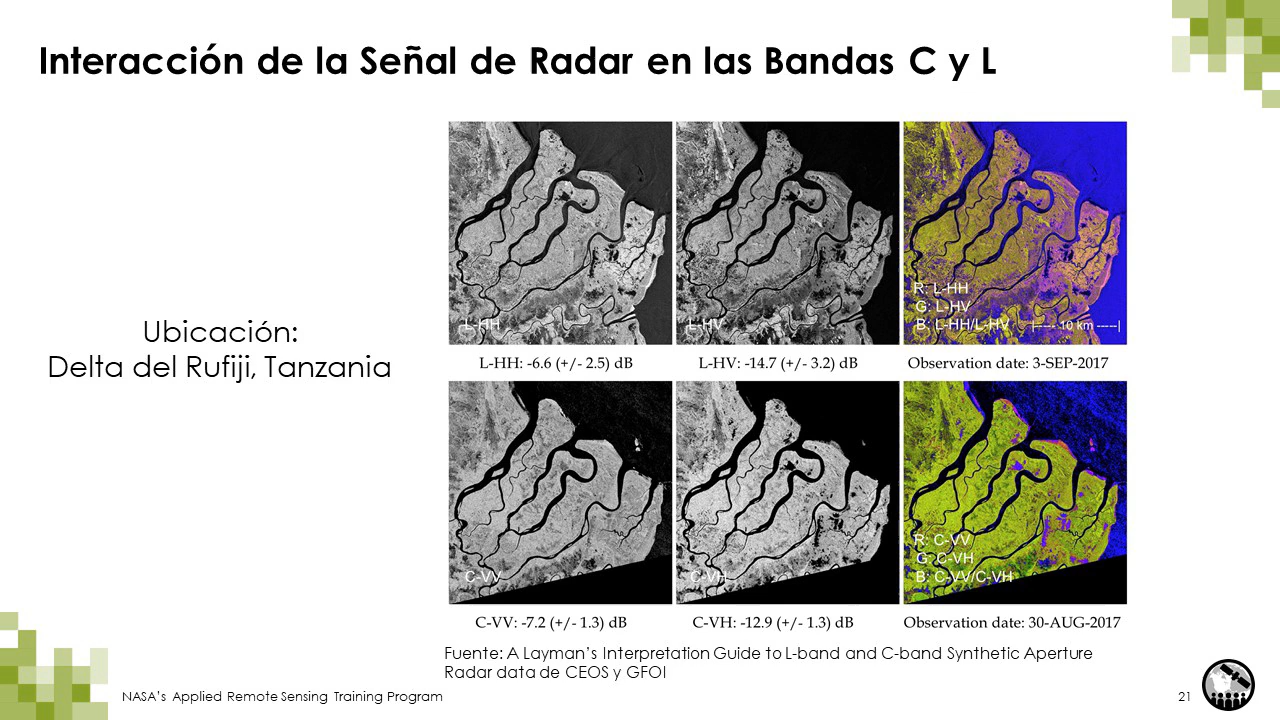 Interacción de la Señal de Radar en las Bandas C y L
Ubicación:
Delta del Rufiji, Tanzania
L-HH
L-HV
R: L-HH
G: L-HV
B: L-HH/L-HV |----- 10 km -----|
L-HH: -6.6 (+/- 2.5) dB
L-HV: -14.7 (+/- 3.2) dB
Observation date: 3-SEP-2017
C-VV
C-VH
R: C-VV
G: C-VH
B: C-VV/C-VH
C-VV: -7.2 (+/- 1.3) dB
C-VH: -12.9 (+/- 1.3) dB
Observation date: 30-AUG-2017
Fuente: A Layman’s Interpretation Guide to L-band and C-band Synthetic Aperture
Radar data de CEOS y GFOI
NASA’s Applied Remote Sensing Training Program
21